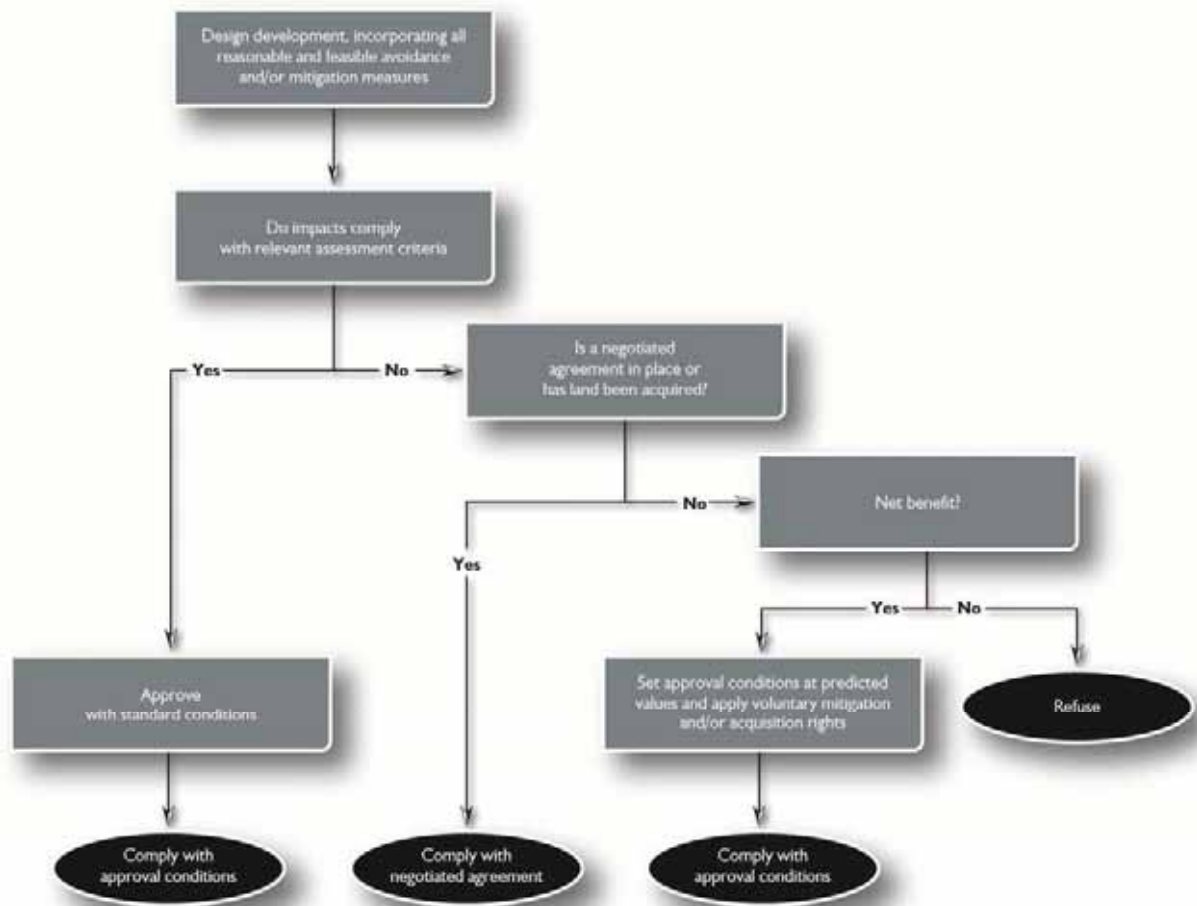 Design development, incorporating all
reasonable and feasible avoidance
and/or mitigation measures
Do impacts comply
with relevant assessment criteria
Yes
No
Is a negotiated
agreement in place or
has land been acquired?
Yes
No
Net benefit?
Yes
No
Approve
with standard conditions
Set approval conditions at predicted
values and apply voluntary mitigation
and/or acquisition rights
Refuse
Comply with
approval conditions
Comply with
negotiated agreement
Comply with
approval conditions